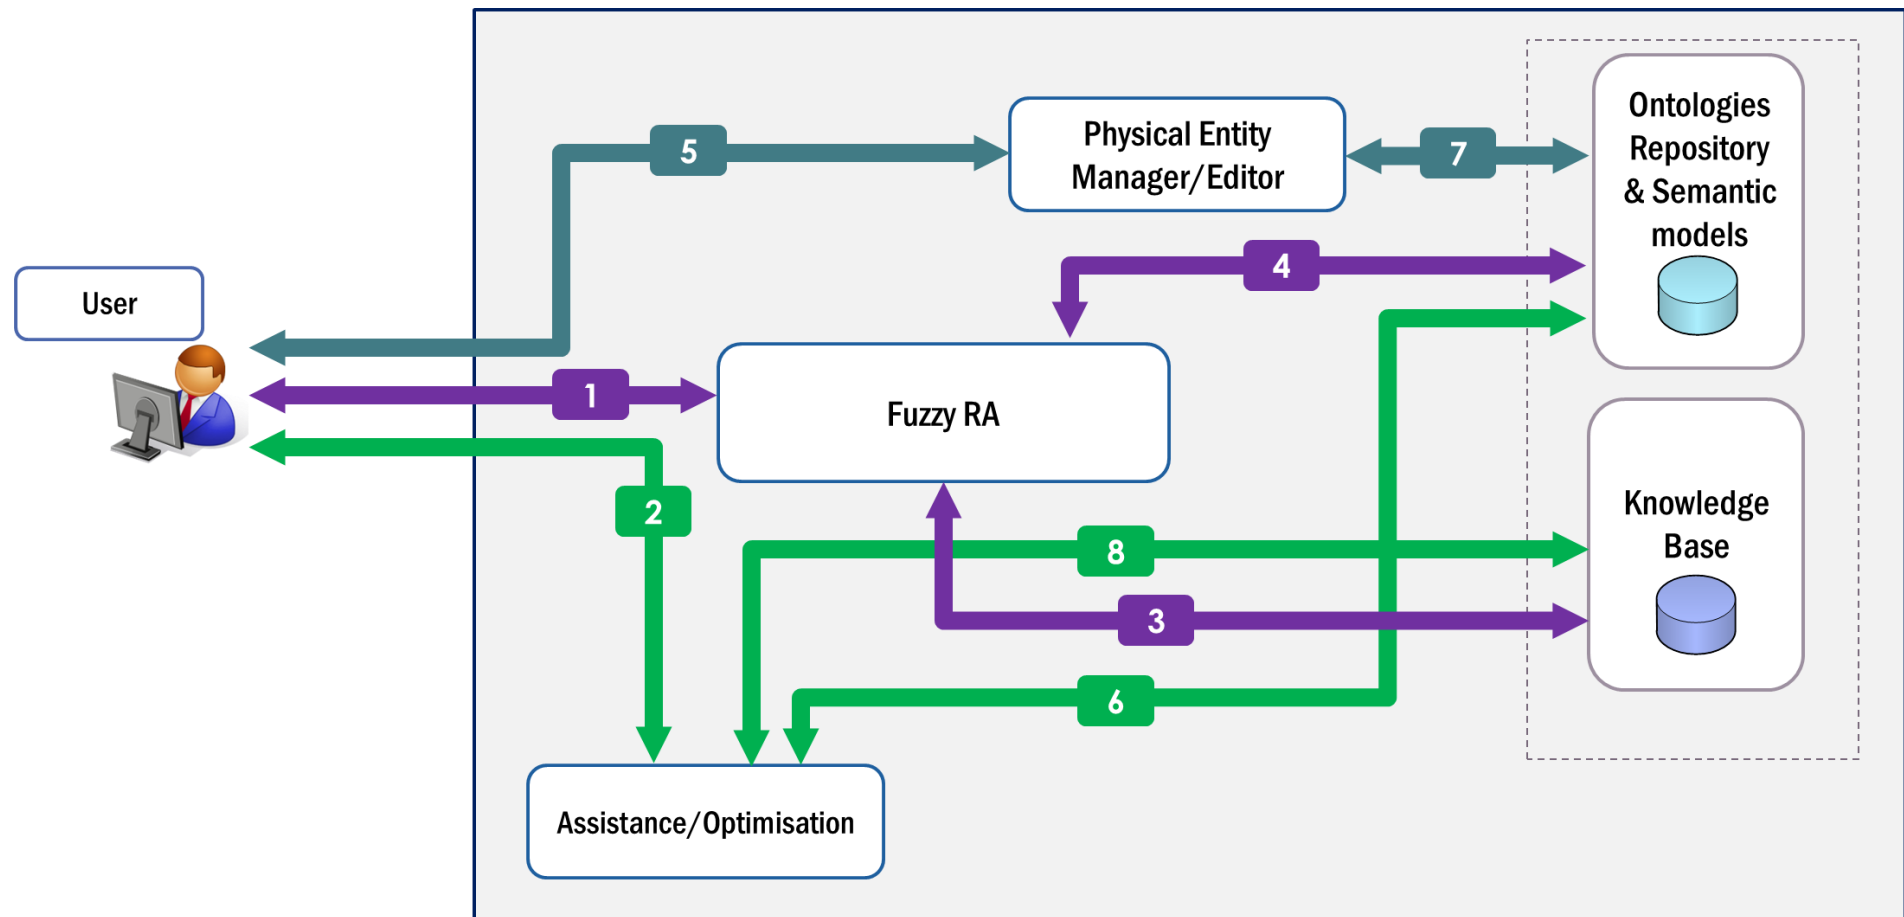 Ontologies
Repository
& Semantic
models
Physical Entity
Manager/Editor
5
7
4
User
1
Fuzzy RA
2
Knowledge
Base
8
3
6
Assistance/Optimisation